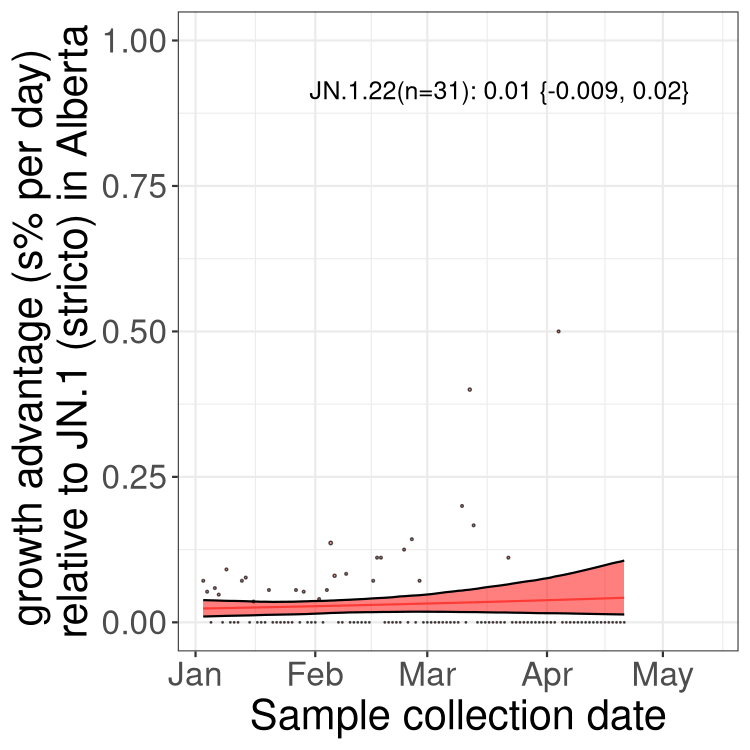 growth advantage (s% per day)
relative to JN.1 (stricto) in Alberta
1.00
0.75
0.50
0.25
0.00
JN.1.22(n=31): 0.01 {-0.009, 0.02}
Jan Feb Mar Apr May
Sample collection date